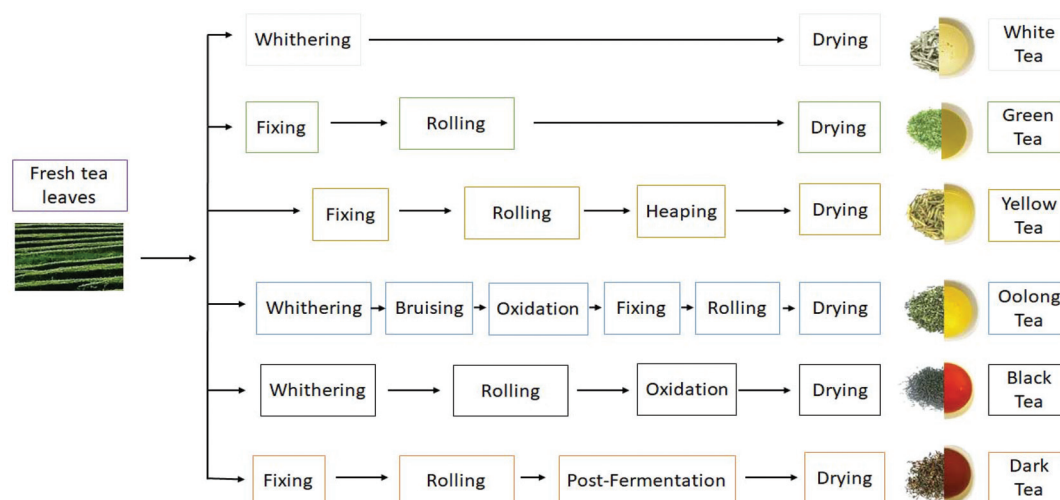 Whithering Drying White
Tea
Fixing Rolling Drying Green
Tea
Fresh tea
leaves
Fixing Rolling Heaping Drying Yellow
Tea
Whithering Bruising Oxidation Fixing Rolling Drying Oolong
Tea
Whithering Rolling Oxidation Drying Black
Tea
Fixing Rolling Post-Fermentation Drying Dark
Tea